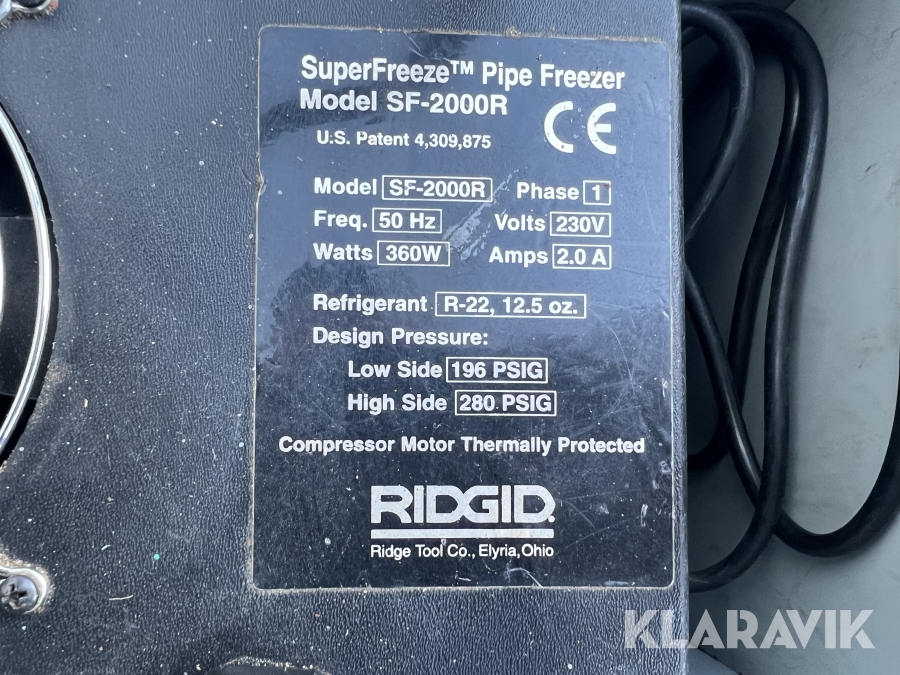 SuperFreeze™ Pipe Freezer
Model SF-2000R
U.S. Patent 4,309,875
CE
Model SF-2000R Phase 1
Freq. 50 Hz Volts 230V
Watts 360W Amps 2.0 A
Refrigerant R-22, 12.5 oz.
Design Pressure:
Low Side 196 PSIG
High Side 280 PSIG
Compressor Motor Thermally Protected
RIDGID
Ridge Tool Co., Elyria, Ohio
KLARAVIK